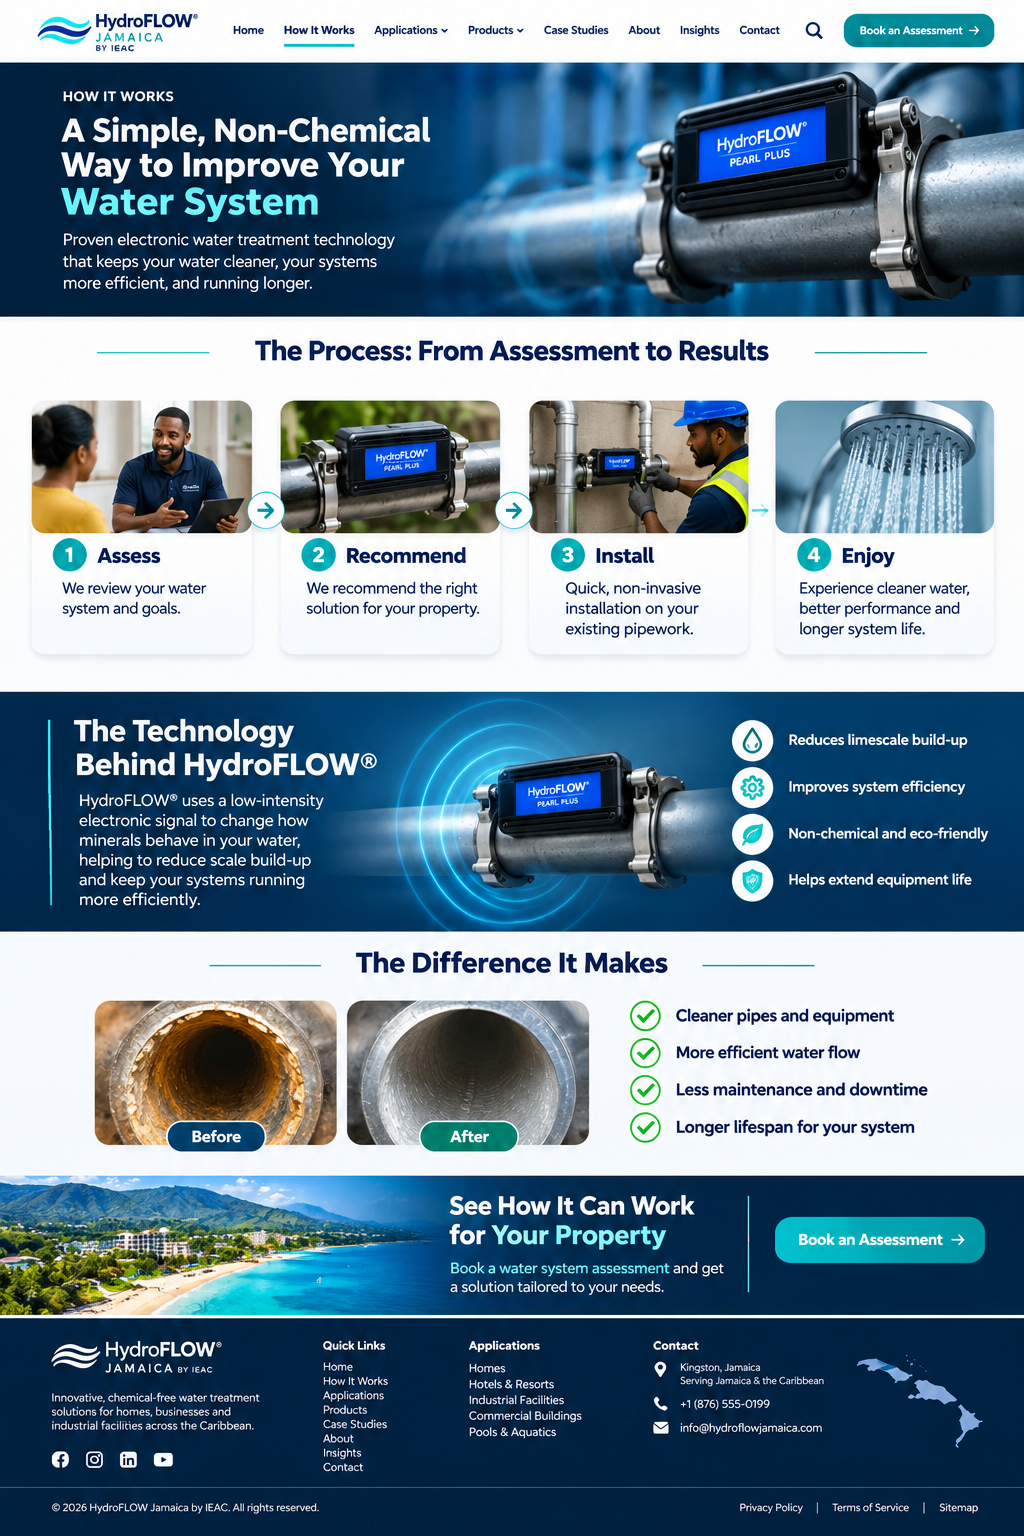 HydroFLOW®
JAMAICA
BY IEAC
Home
How It Works
Applications
Products
Case Studies
About
Insights
Contact
Book an Assessment →
HOW IT WORKS
A Simple, Non-Chemical
Way to Improve Your
Water System
Proven electronic water treatment technology
that keeps your water cleaner, your systems
more efficient, and running longer.
HydroFLOW®
PEARL PLUS
The Process: From Assessment to Results
HydroFLOW®
PEARL PLUS
HydroFLOW
1 Assess
We review your water
system and goals.
2 Recommend
We recommend the right
solution for your property.
3 Install
Quick, non-invasive
installation on your
existing pipework.
4 Enjoy
Experience cleaner water,
better performance and
longer system life.
The Technology
Behind HydroFLOW®
HydroFLOW® uses a low-intensity
electronic signal to change how
minerals behave in your water,
helping to reduce scale build-up
and keep your systems running
more efficiently.
HydroFLOW®
PEARL PLUS
Reduces limescale build-up
Improves system efficiency
Non-chemical and eco-friendly
Helps extend equipment life
The Difference It Makes
Before
After
Cleaner pipes and equipment
More efficient water flow
Less maintenance and downtime
Longer lifespan for your system
See How It Can Work
for Your Property
Book a water system assessment and get
a solution tailored to your needs.
Book an Assessment →
HydroFLOW®
JAMAICA BY IEAC
Innovative, chemical-free water treatment
solutions for homes, businesses and
industrial facilities across the Caribbean.
Quick Links
Home
How It Works
Applications
Products
Case Studies
About
Insights
Contact
Applications
Homes
Hotels & Resorts
Industrial Facilities
Commercial Buildings
Pools & Aquatics
Contact
Kingston, Jamaica
Serving Jamaica & the Caribbean
+1 (876) 555-0199
info@hydroflowjamaica.com
© 2026 HydroFLOW Jamaica by IEAC. All rights reserved.
Privacy Policy | Terms of Service | Sitemap